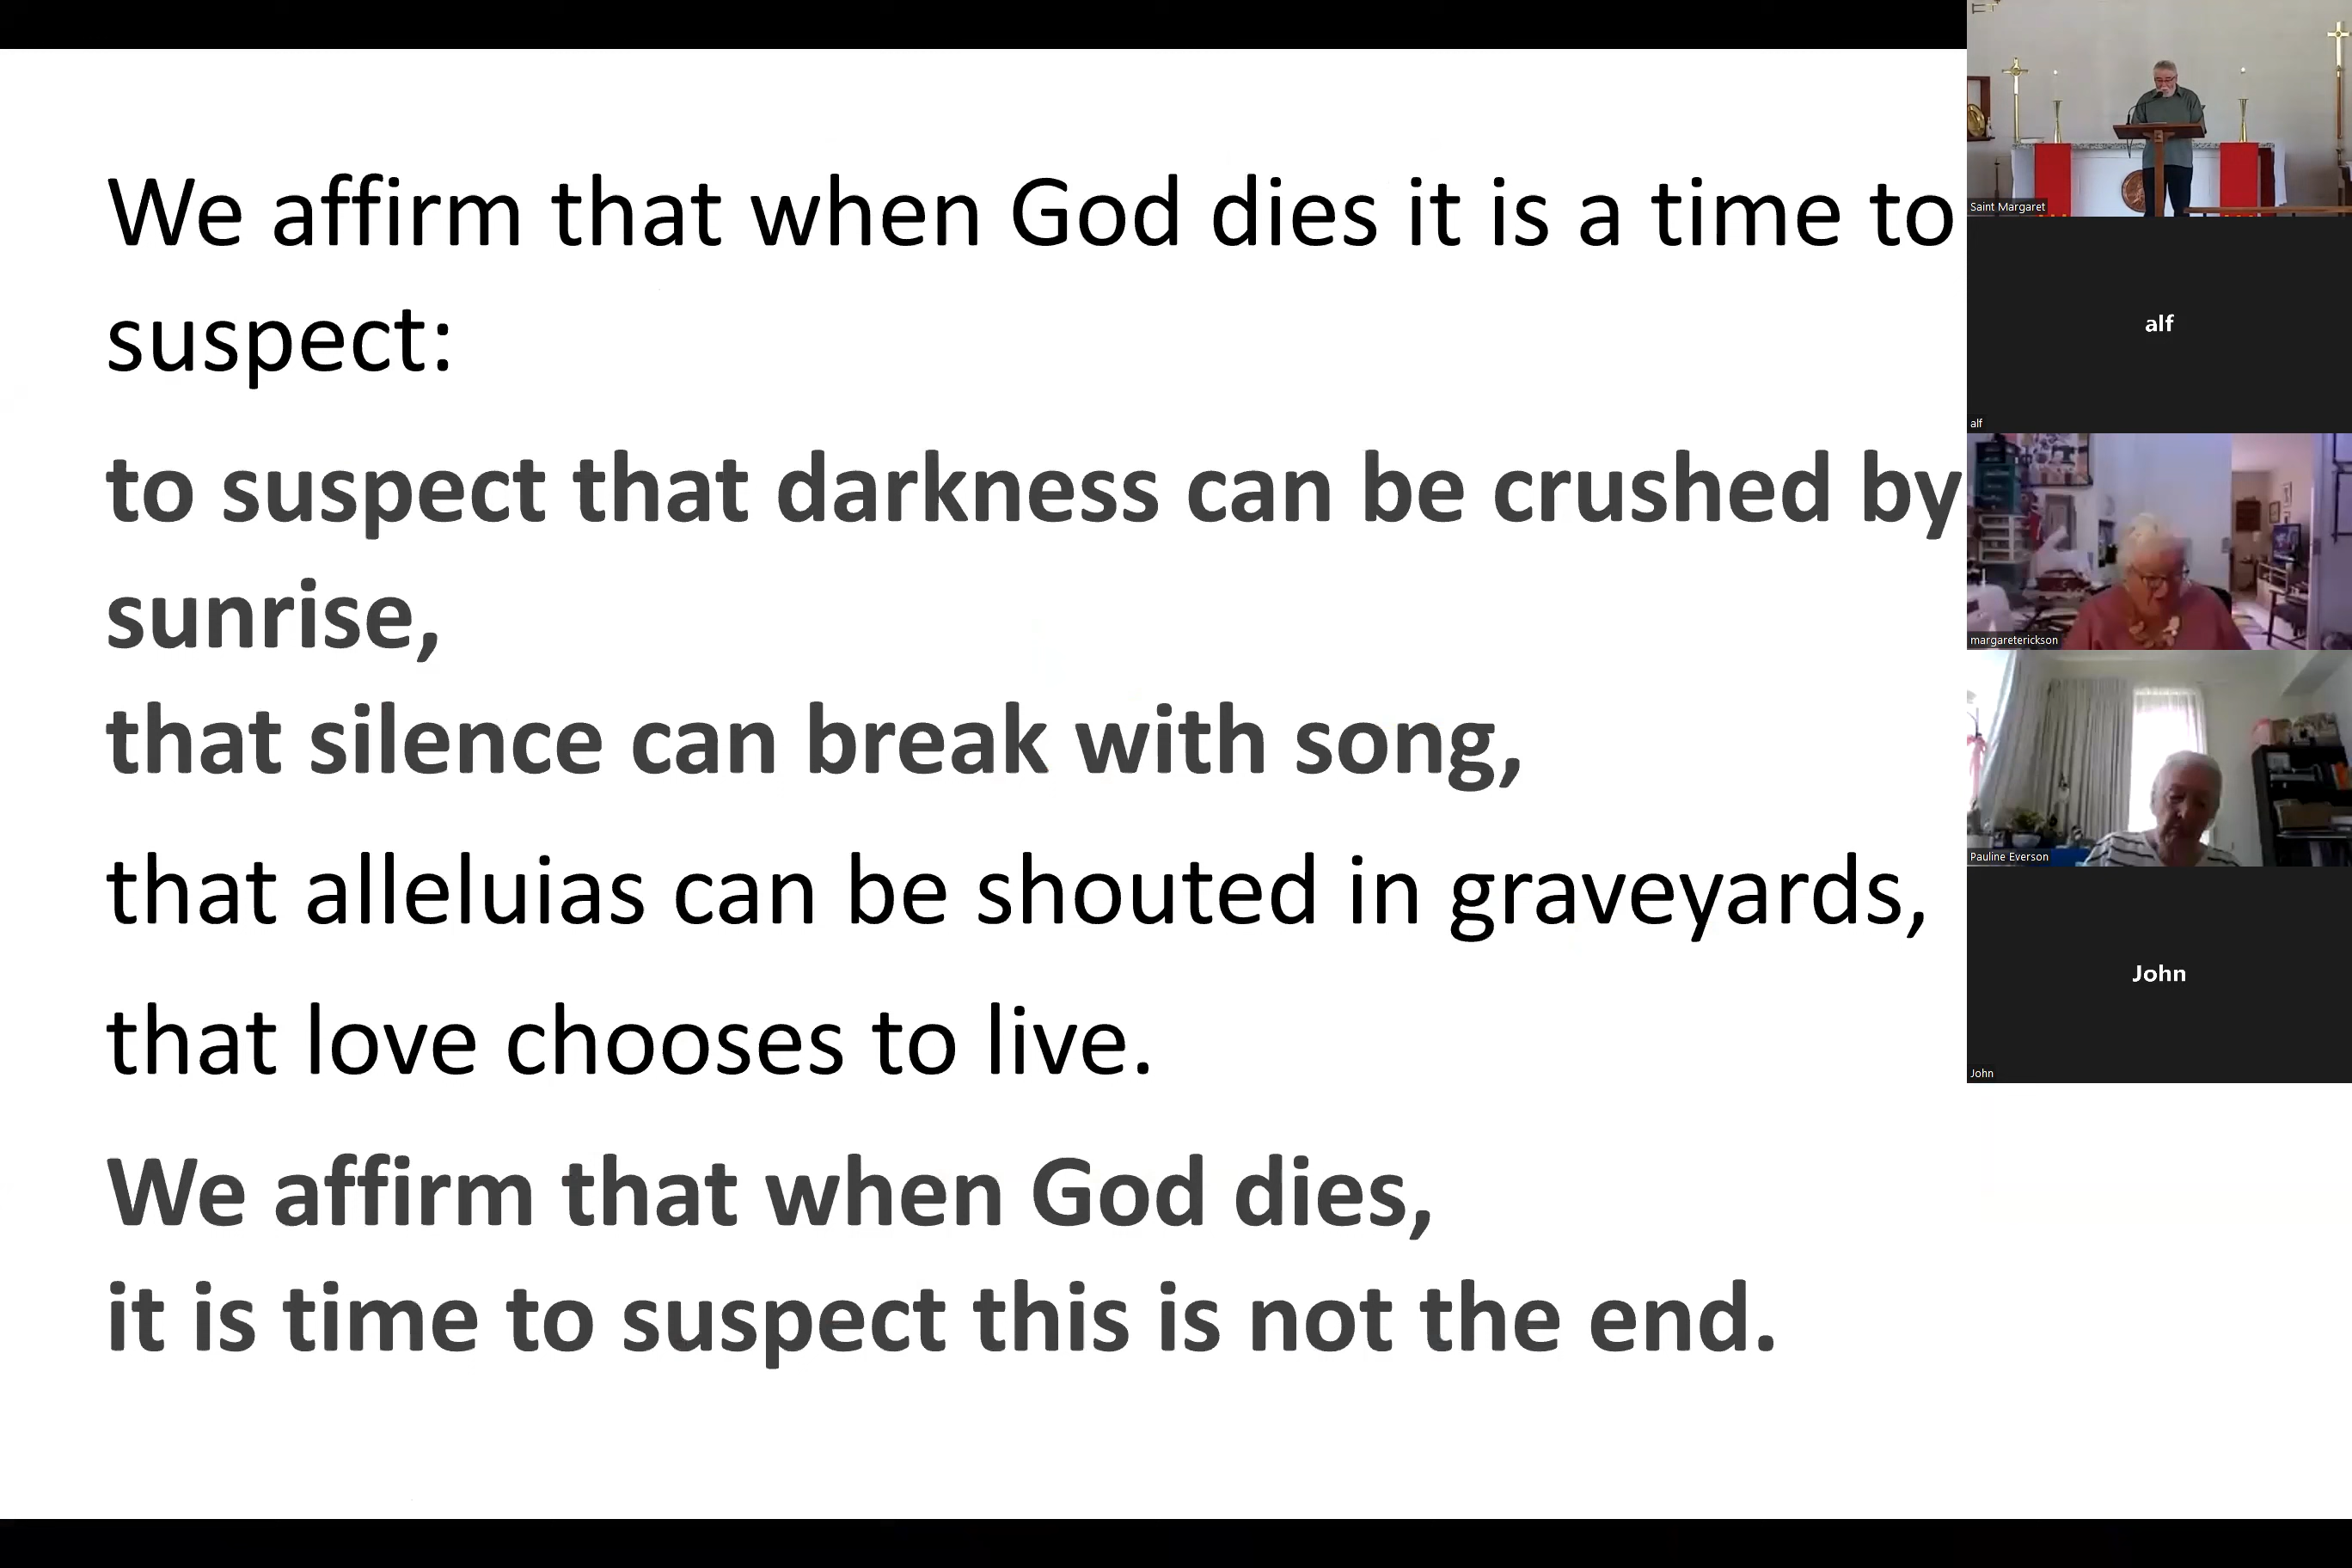 We affirm that when God dies it is a time to
suspect:
to suspect that darkness can be crushed by
sunrise,
that silence can break with song,
that alleluias can be shouted in graveyards,
that love chooses to live.
We affirm that when God dies,
it is time to suspect this is not the end.
Saint Margaret
alf
alf
margareterickson
Pauline Everson
John
John